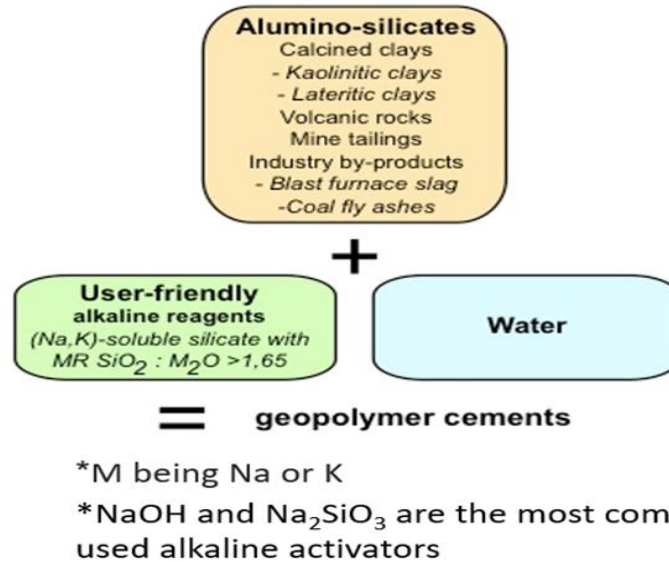 Alumino-silicates
Calcined clays
- Kaolinitic clays
- Lateritic clays
Volcanic rocks
Mine tailings
Industry by-products
- Blast furnace slag
-Coal fly ashes
+
User-friendly
alkaline reagents
(Na,K)-soluble silicate with
MR SiO₂ : M₂O >1,65
Water
= geopolymer cements
*M being Na or K
*NaOH and Na₂SiO₃ are the most com
used alkaline activators